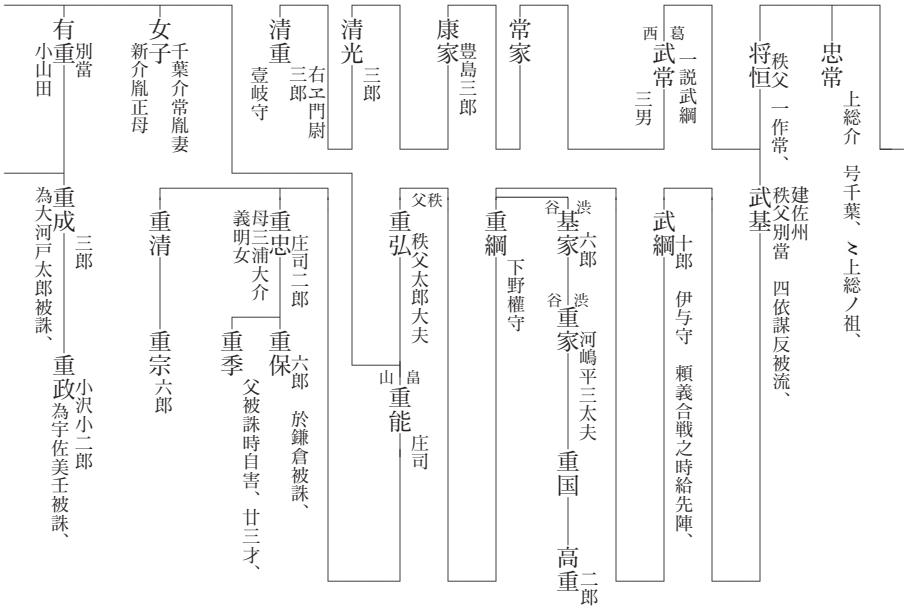 忠常
上総介　号千葉、〻上総ノ祖、
将恒
秩父　一作常、
武基
建佐州
秩父別當　四依謀反被流、
葛西
武常
一説武綱
三男
武綱
十郎　伊与守　頼義合戦之時給先陣、
常家
渋谷
基家
六郎
渋谷
重家
河嶋平三太夫
重国
高重
二郎
康家
豊島三郎
重綱
下野權守
清光
三郎
秩父
重弘
秩父太郎大夫
畠山
重能
庄司
清重
右ヱ門尉
三郎
壹岐守
重忠
庄司二郎
母三浦大介
義明女
重保
六郎　於鎌倉被誅、
重季
父被誅時自害、廿三才、
女子
千葉介常胤妻
新介胤正母
重清
重宗
六郎
有重
別當
小山田
重成
三郎
為大河戸太郎被誅、
重政
小沢小二郎
為宇佐美壬被誅、